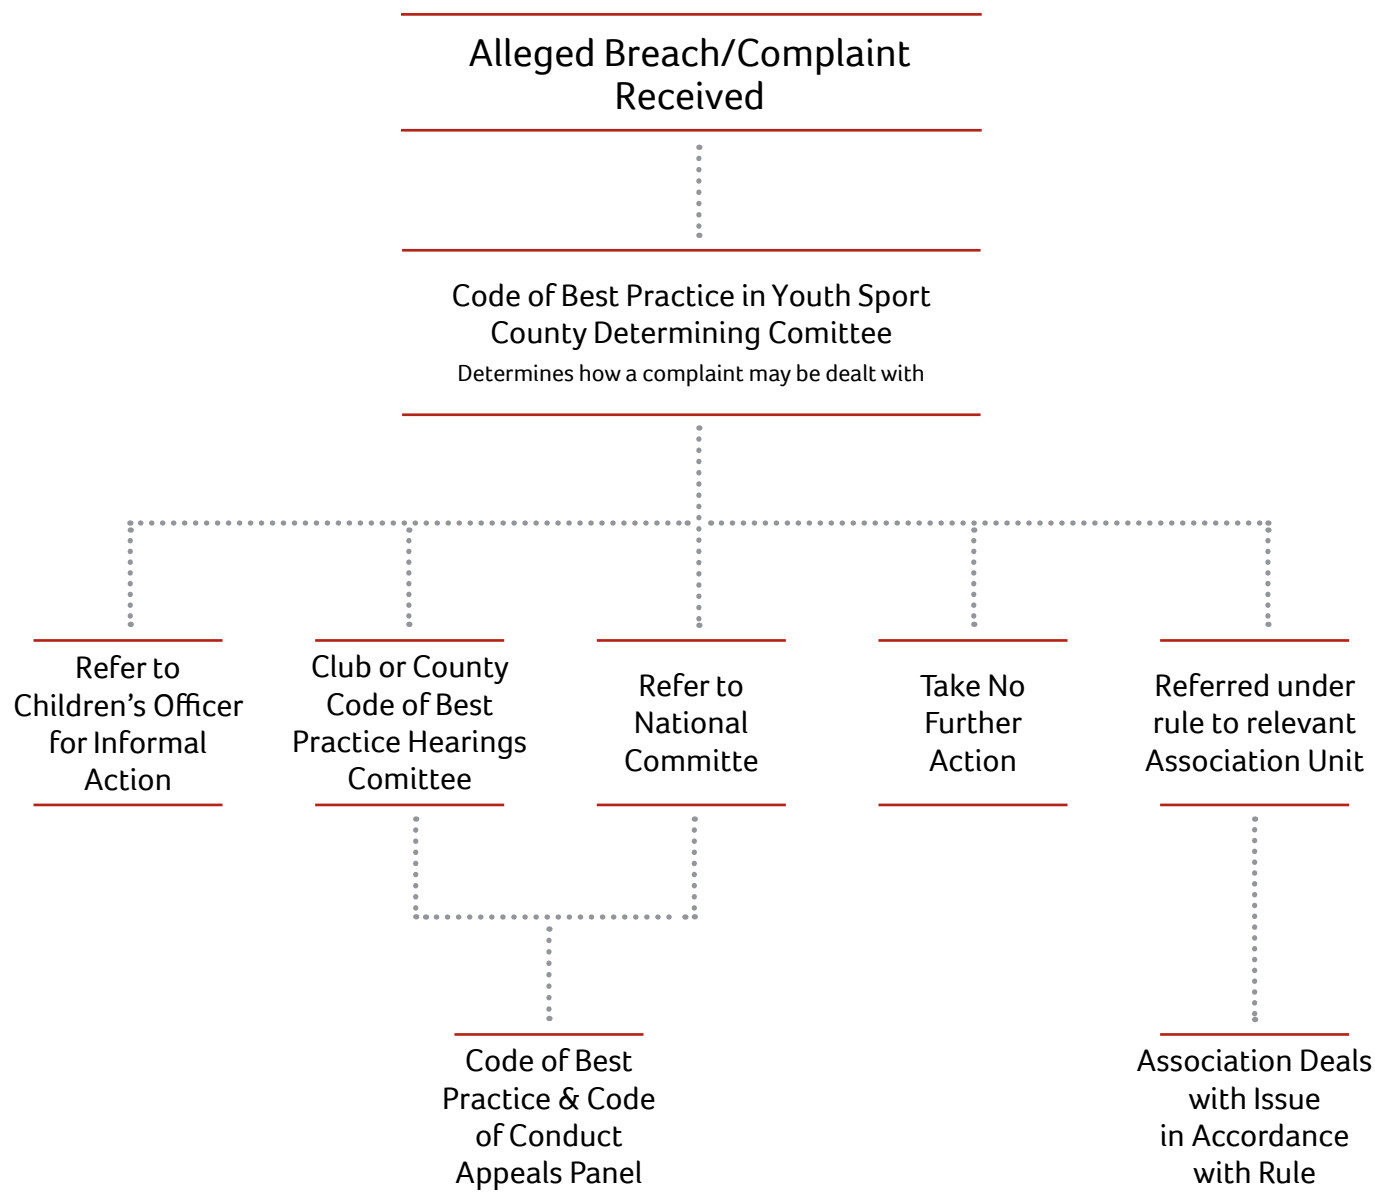 Alleged Breach/Complaint
Received
Code of Best Practice in Youth Sport
County Determining Comittee
Determines how a complaint may be dealt with
Refer to
Children’s Officer
for Informal
Action
Club or County
Code of Best
Practice Hearings
Comittee
Refer to
National
Committe
Take No
Further
Action
Referred under
rule to relevant
Association Unit
Code of Best
Practice & Code
of Conduct
Appeals Panel
Association Deals
with Issue
in Accordance
with Rule